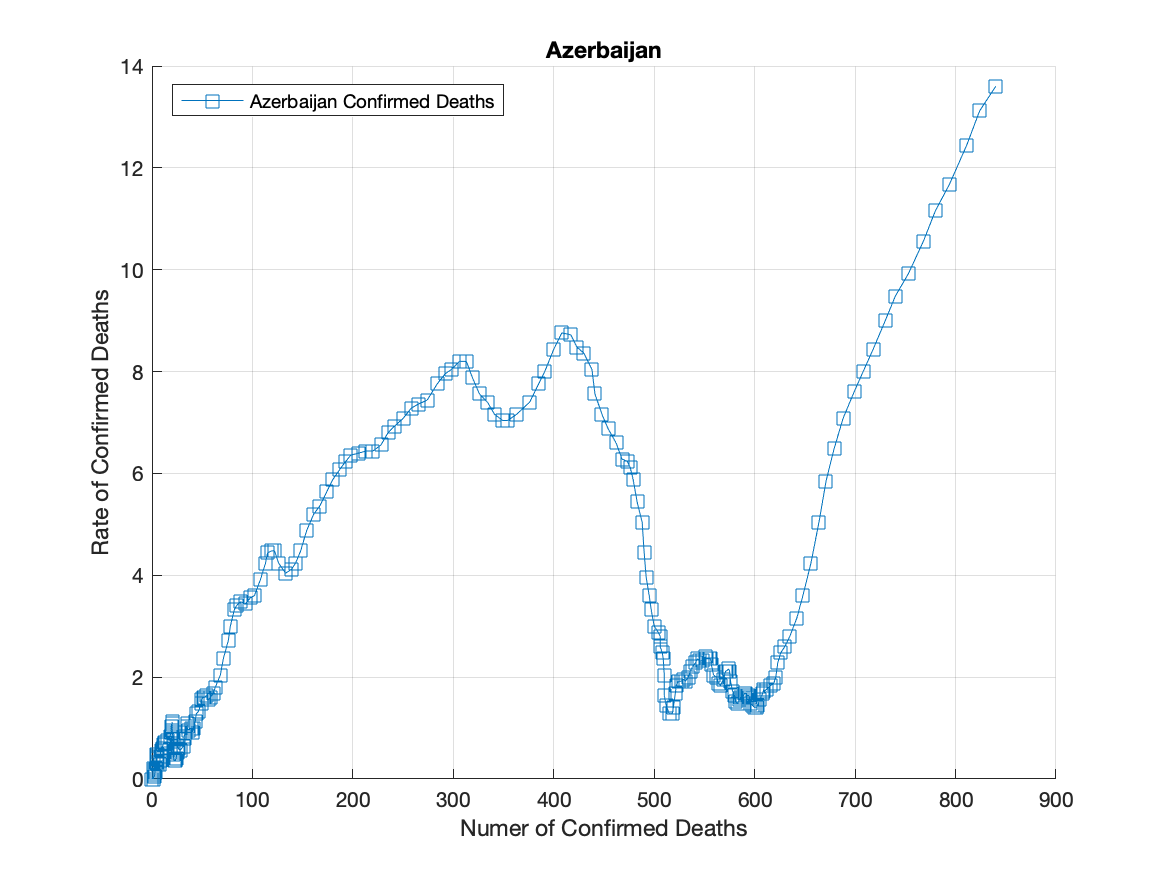 Azerbaijan
Azerbaijan Confirmed Deaths
Rate of Confirmed Deaths
14
12
10
8
6
4
2
0
0 100 200 300 400 500 600 700 800 900
Numer of Confirmed Deaths